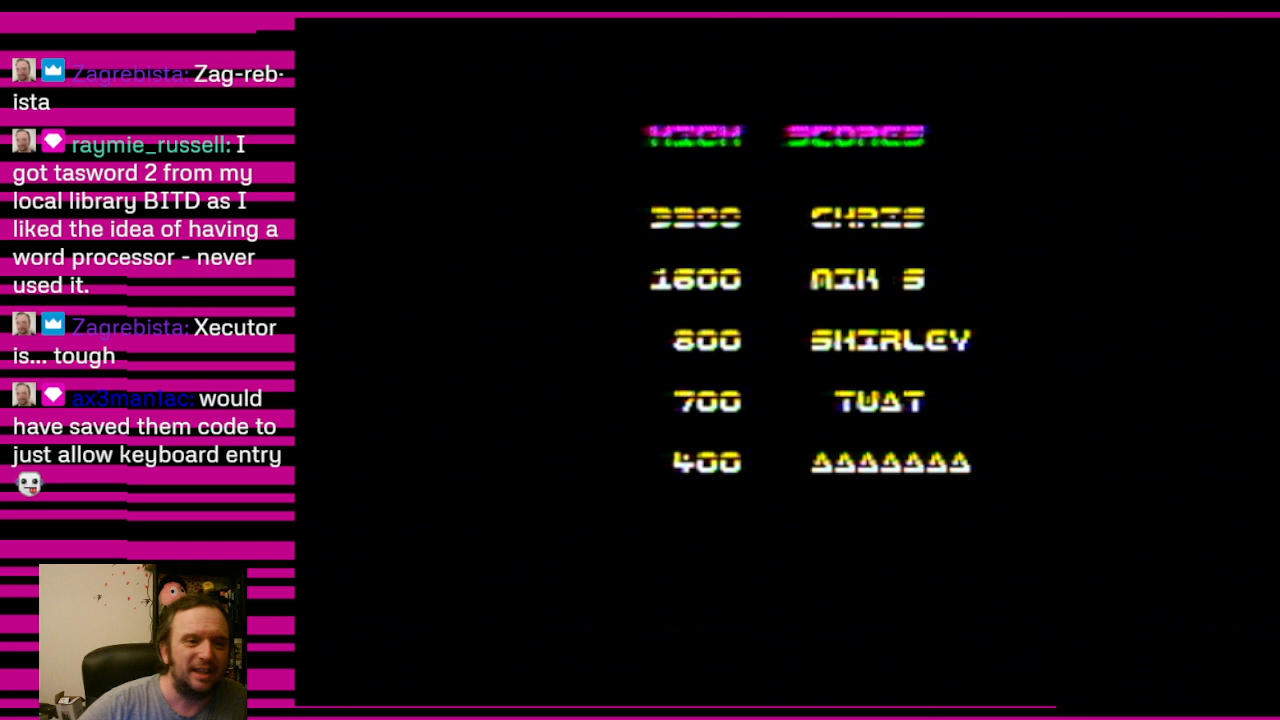 Zagrebista: Zag-reb-
ista
raymie_russell: I
got tasword 2 from my
local library BITD as I
liked the idea of having a
word processor - never
used it.
Zagrebista: Xecutor
is... tough
ax3man1ac: would
have saved them code to
just allow keyboard entry
HIGH SCORES
3300 CHRIS
1600 MIK S
800 SHIRLEY
700 TWAT
400 AAAAAAA